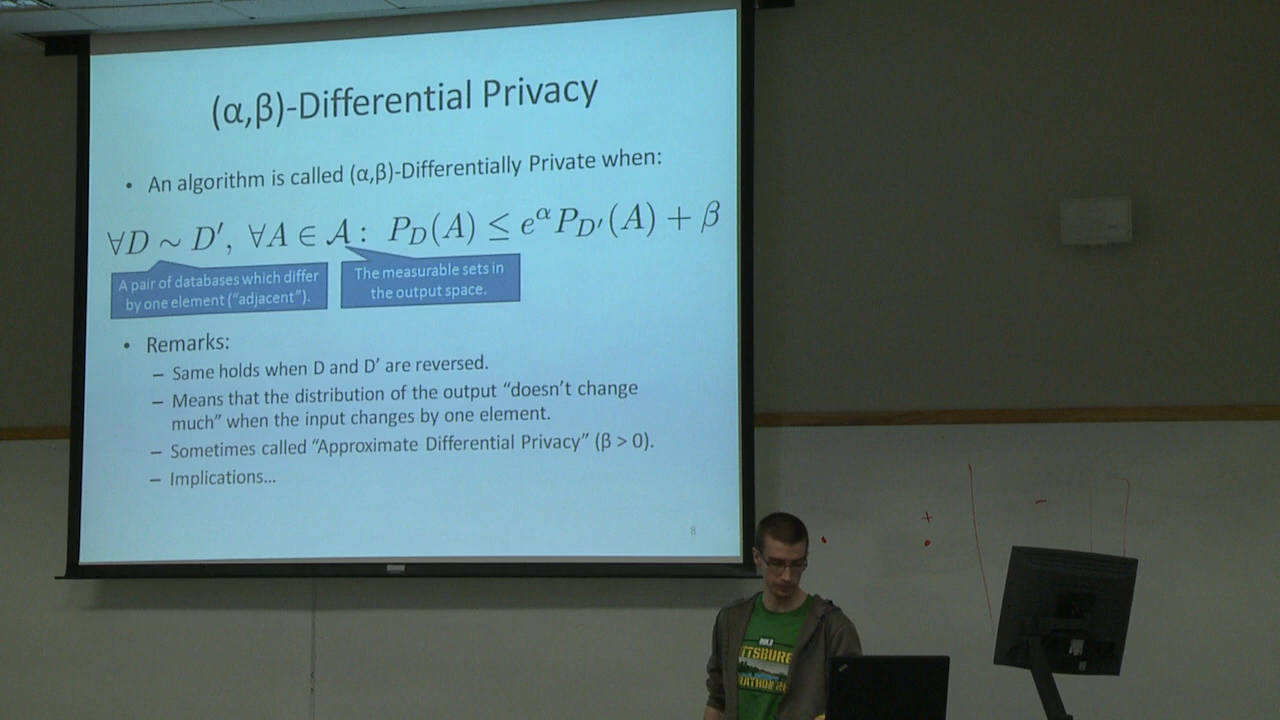 (α,β)-Differential Privacy
• An algorithm is called (α,β)-Differentially Private when:
∀D ∼ D′, ∀A ∈ 𝒜 : P_D(A) ≤ e^α P_{D′}(A) + β
A pair of databases which differ
by one element ("adjacent").
The measurable sets in
the output space.
• Remarks:
– Same holds when D and D' are reversed.
– Means that the distribution of the output "doesn't change
much" when the input changes by one element.
– Sometimes called "Approximate Differential Privacy" (β > 0).
– Implications...
8
+
-